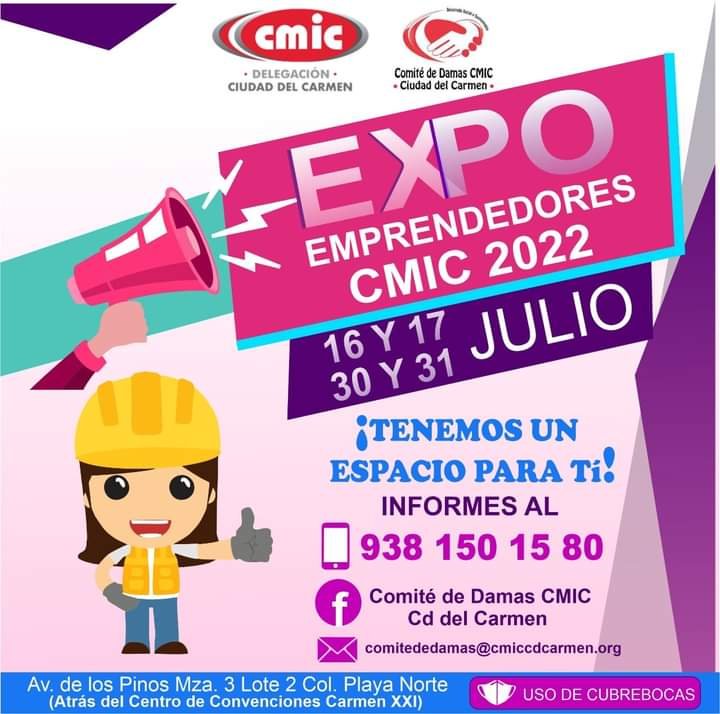 cmic
• DELEGACIÓN •
CIUDAD DEL CARMEN
Comité de Damas CMIC
• Ciudad del Carmen •
EXPO
EMPRENDEDORES
CMIC 2022
16 Y 17
30 Y 31
JULIO
¡TENEMOS UN
ESPACIO PARA Tí!
INFORMES AL
938 150 15 80
Comité de Damas CMIC
Cd del Carmen
comitededamas@cmiccdcarmen.org
Av. de los Pinos Mza. 3 Lote 2 Col. Playa Norte
(Atrás del Centro de Convenciones Carmen XXI)
USO DE CUBREBOCAS